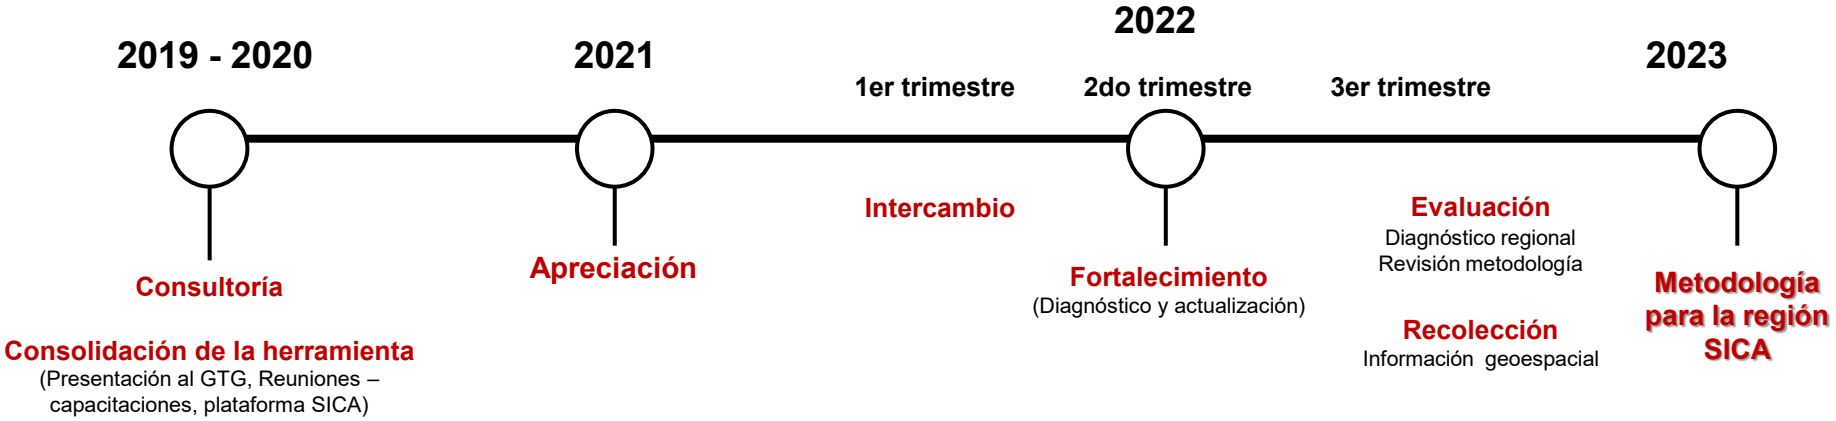 2019 - 2020
2021
2022
2023
1er trimestre
2do trimestre
3er trimestre
Consultoría
Consolidación de la herramienta
(Presentación al GTG, Reuniones –
capacitaciones, plataforma SICA)
Apreciación
Intercambio
Fortalecimiento
(Diagnóstico y actualización)
Evaluación
Diagnóstico regional
Revisión metodología
Recolección
Información geoespacial
Metodología
para la región
SICA